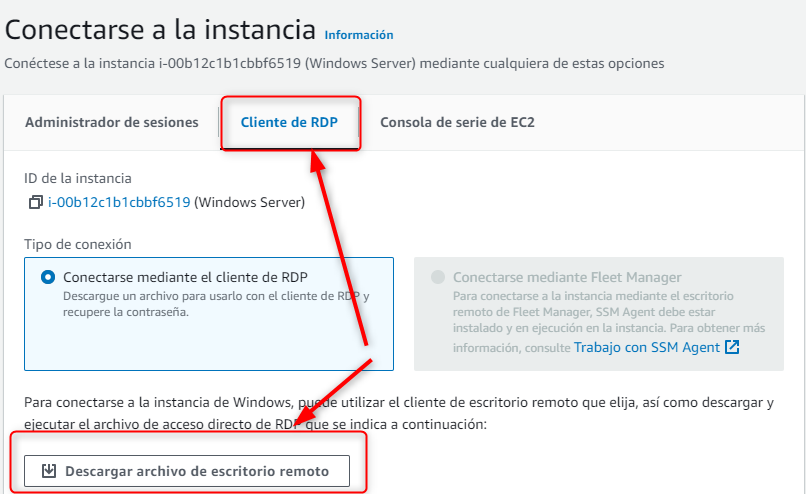 Conectarse a la instancia Información
Conéctese a la instancia i-00b12c1b1cbbf6519 (Windows Server) mediante cualquiera de estas opciones
Administrador de sesiones Cliente de RDP Consola de serie de EC2
ID de la instancia
i-00b12c1b1cbbf6519 (Windows Server)
Tipo de conexión
Conectarse mediante el cliente de RDP
Descargue un archivo para usarlo con el cliente de RDP y
recupere la contraseña.
Conectarse mediante Fleet Manager
Para conectarse a la instancia mediante el escritorio
remoto de Fleet Manager, SSM Agent debe estar
instalado y en ejecución en la instancia. Para obtener más
información, consulte Trabajo con SSM Agent
Para conectarse a la instancia de Windows, puede utilizar el cliente de escritorio remoto que elija, así como descargar y
ejecutar el archivo de acceso directo de RDP que se indica a continuación:
Descargar archivo de escritorio remoto